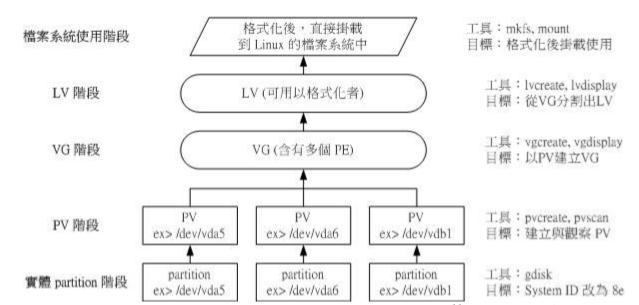 檔案系統使用階段
格式化後，直接掛載
到 Linux 的檔案系統中
工具：mkfs, mount
目標：格式化後掛載使用
LV 階段
LV (可用以格式化者)
工具：lvcreate, lvdisplay
目標：從VG分割出LV
VG 階段
VG (含有多個 PE)
工具：vgcreate, vgdisplay
目標：以PV建立VG
PV 階段
PV
ex> /dev/vda5
PV
ex> /dev/vda6
PV
ex> /dev/vdb1
工具：pvcreate, pvscan
目標：建立與觀察 PV
實體 partition 階段
partition
ex> /dev/vda5
partition
ex> /dev/vda6
partition
ex> /dev/vdb1
工具：gdisk
目標：System ID 改為 8e